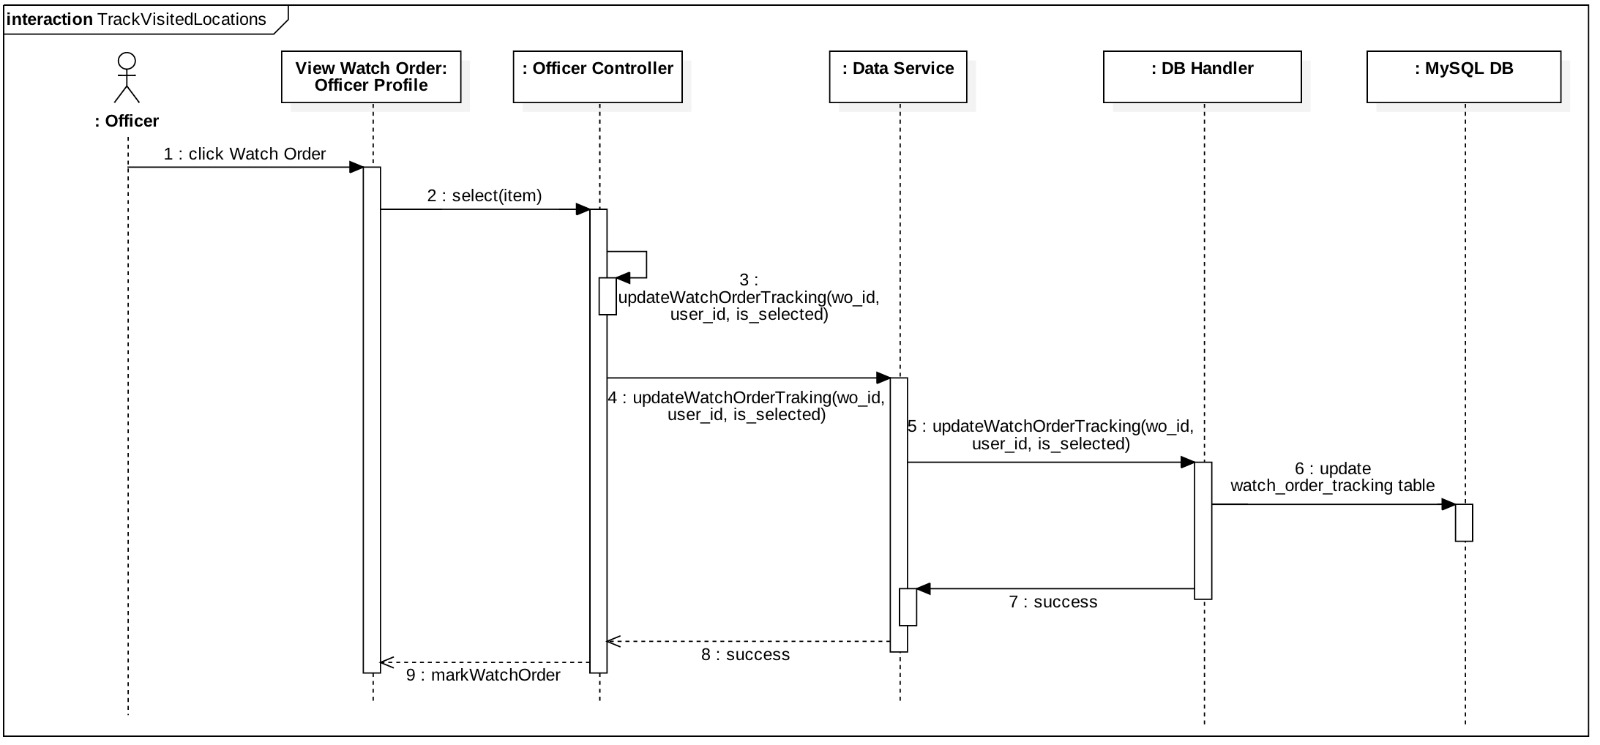 interaction TrackVisitedLocations
: Officer
View Watch Order:
Officer Profile
: Officer Controller
: Data Service
: DB Handler
: MySQL DB
1 : click Watch Order
2 : select(item)
3 :
updateWatchOrderTracking(wo_id,
user_id, is_selected)
4 : updateWatchOrderTraking(wo_id,
user_id, is_selected)
5 : updateWatchOrderTracking(wo_id,
user_id, is_selected)
6 : update
watch_order_tracking table
7 : success
8 : success
9 : markWatchOrder